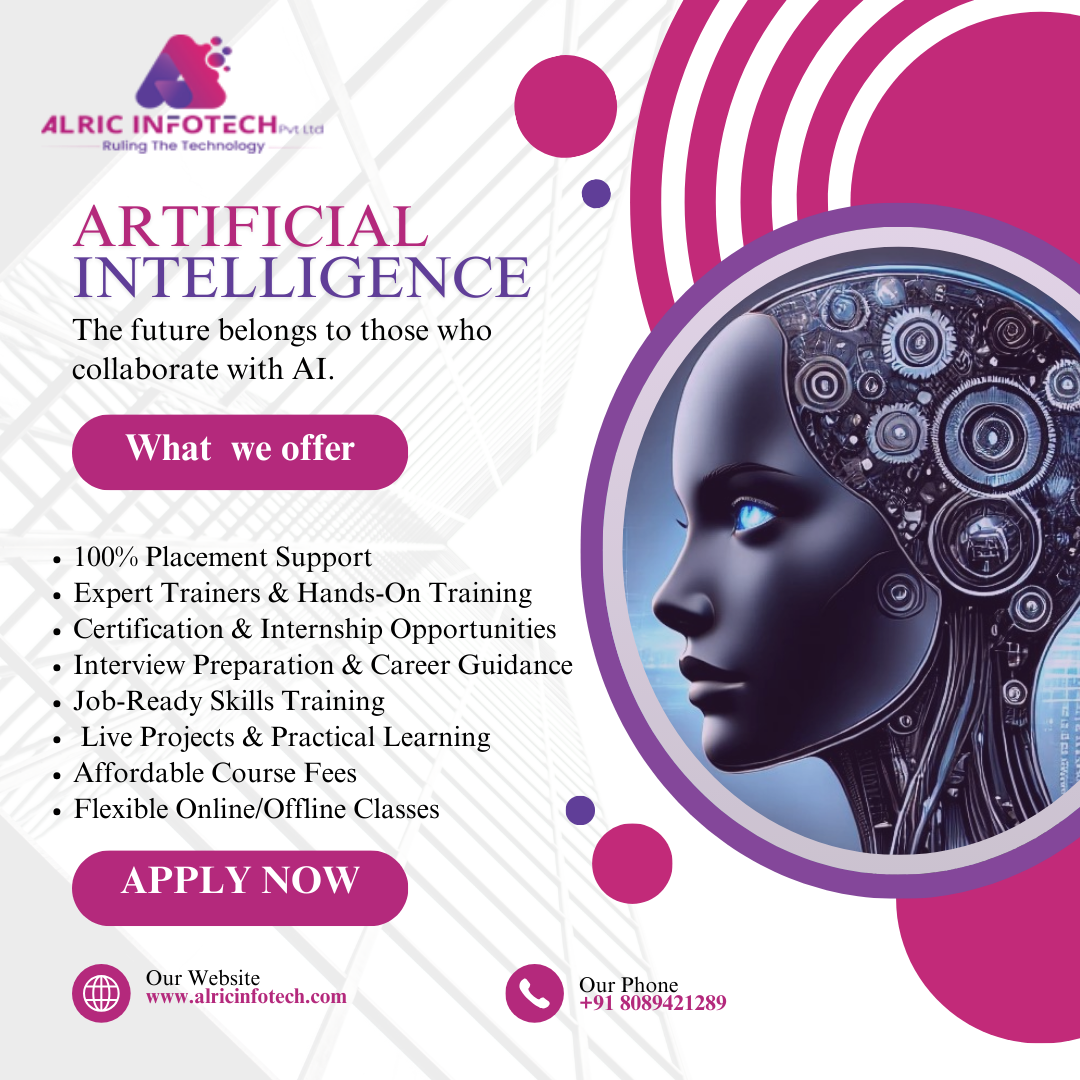 ALRIC INFOTECH Pvt Ltd
Ruling The Technology
ARTIFICIAL
INTELLIGENCE
The future belongs to those who
collaborate with AI.
What we offer
• 100% Placement Support
• Expert Trainers & Hands-On Training
• Certification & Internship Opportunities
• Interview Preparation & Career Guidance
• Job-Ready Skills Training
• Live Projects & Practical Learning
• Affordable Course Fees
• Flexible Online/Offline Classes
APPLY NOW
Our Website
www.alricinfotech.com
Our Phone
+91 8089421289